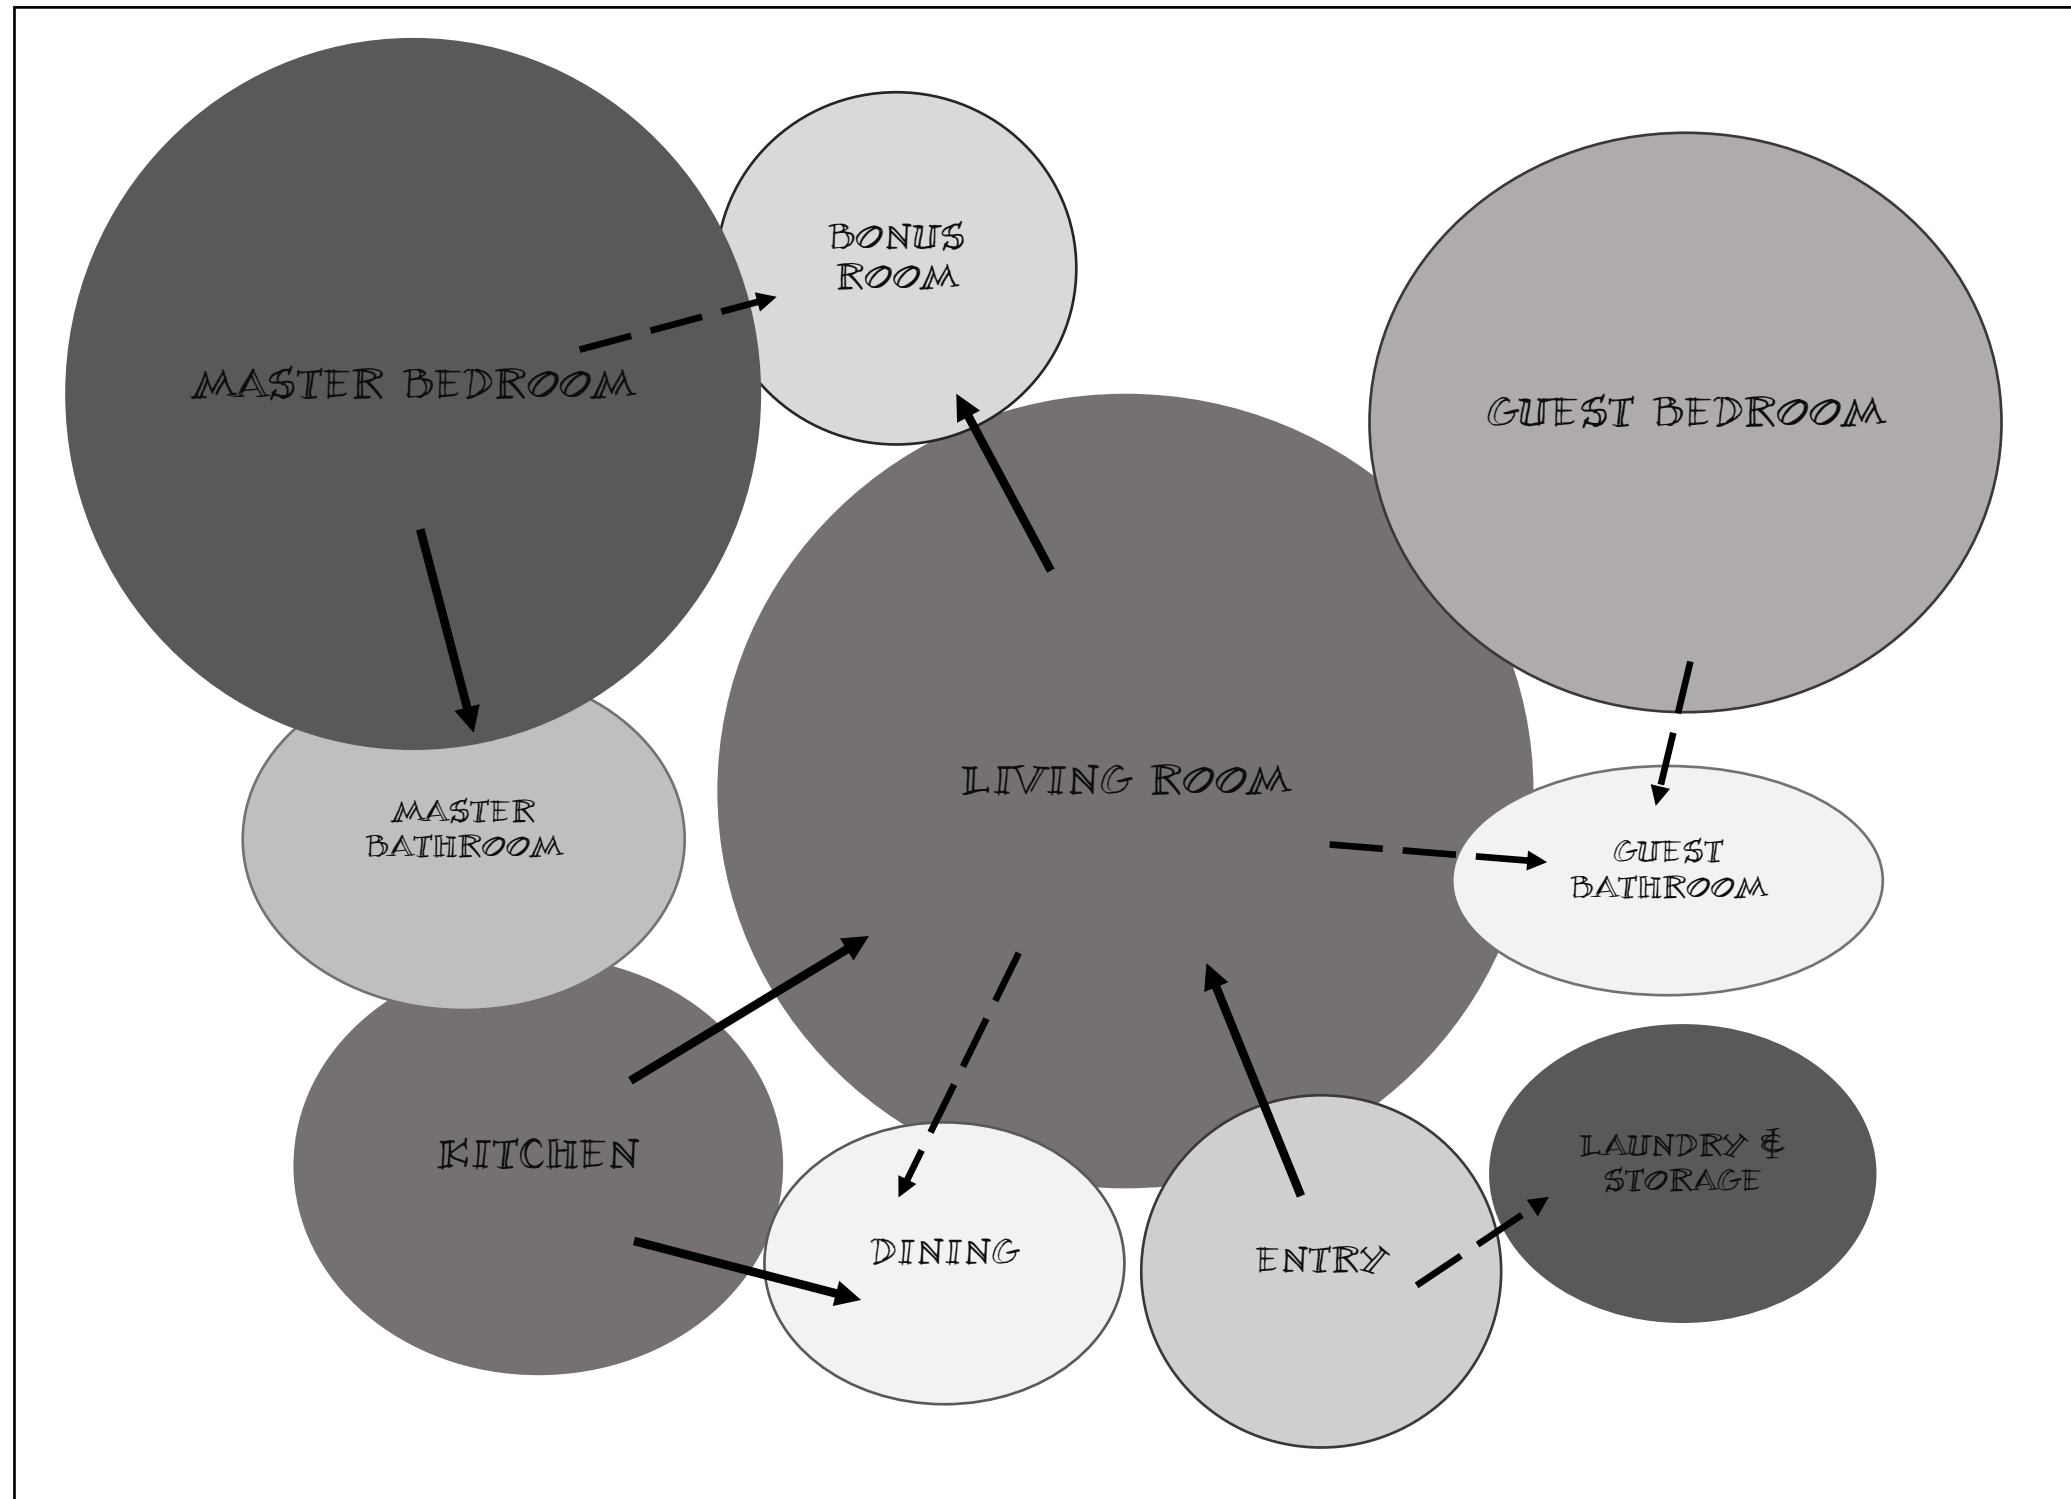 BONUS
ROOM
MASTER BEDROOM
GUEST BEDROOM
LIVING ROOM
MASTER
BATHROOM
GUEST
BATHROOM
KITCHEN
LAUNDRY &
STORAGE
DINING
ENTRY